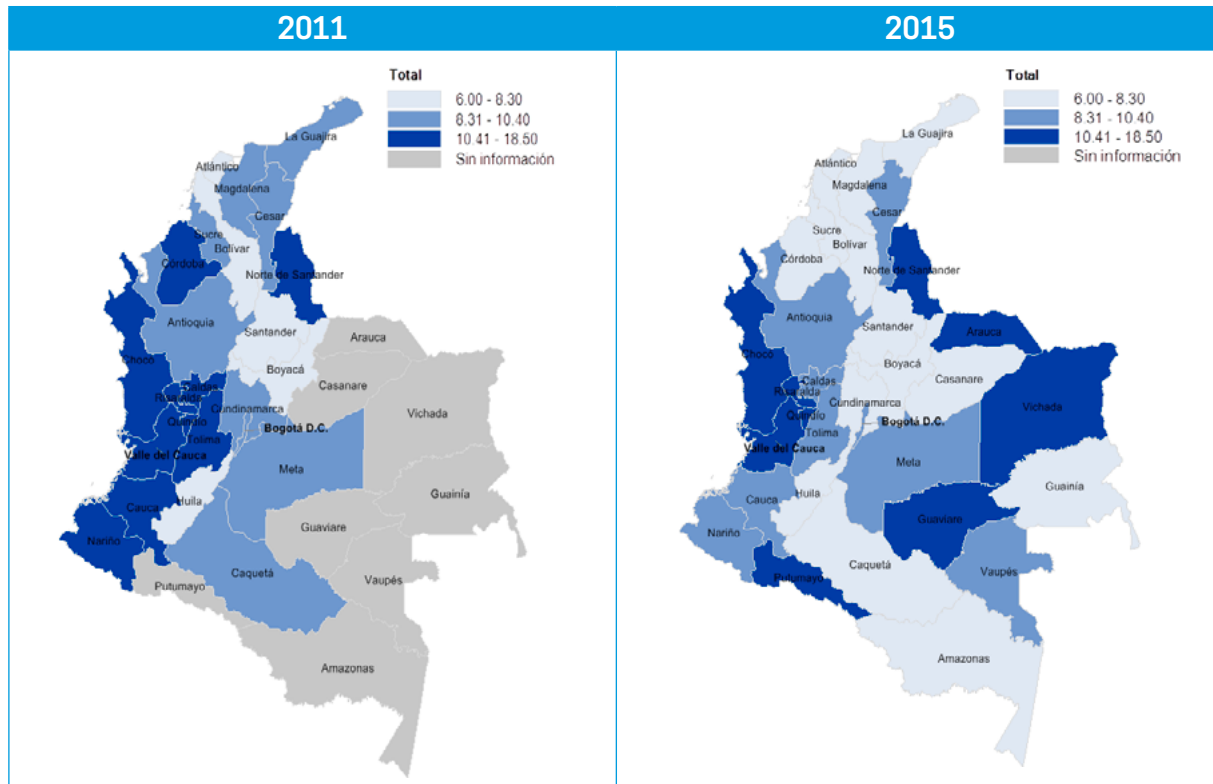 2011
Total
6.00 - 8.30
8.31 - 10.40
10.41 - 18.50
Sin información
La Guajira
Atlántico
Magdalena
Cesar
Sucre
Bolívar
Córdoba
Norte de Santander
Antioquia
Santander
Arauca
Chocó
Boyacá
Casanare
Caldas
Risaralda
Cundinamarca
Vichada
Quindío
Bogotá D.C.
Tolima
Valle del Cauca
Meta
Guainía
Huila
Cauca
Guaviare
Nariño
Caquetá
Vaupés
Putumayo
Amazonas
2015
Total
6.00 - 8.30
8.31 - 10.40
10.41 - 18.50
Sin información
La Guajira
Atlántico
Magdalena
Cesar
Sucre
Bolívar
Córdoba
Norte de Santander
Antioquia
Santander
Arauca
Chocó
Boyacá
Casanare
Caldas
Risaralda
Cundinamarca
Vichada
Quindío
Bogotá D.C.
Tolima
Valle del Cauca
Meta
Guainía
Huila
Cauca
Guaviare
Nariño
Caquetá
Vaupés
Putumayo
Amazonas